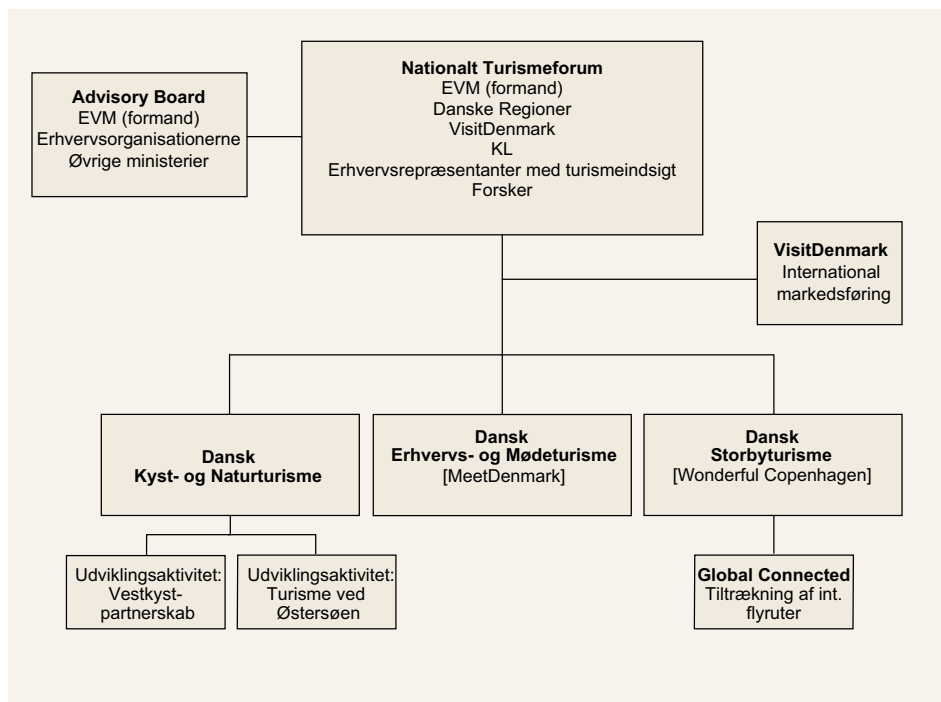 Advisory Board
EVM (formand)
Erhvervsorganisationerne
Øvrige ministerier
Nationalt Turismeforum
EVM (formand)
Danske Regioner
VisitDenmark
KL
Erhvervsrepræsentanter med turismeindsigt
Forsker
VisitDenmark
International
markedsføring
Dansk
Kyst- og Naturturisme
Dansk
Erhvervs- og Mødeturisme
[MeetDenmark]
Dansk
Storbyturisme
[Wonderful Copenhagen]
Udviklingsaktivitet:
Vestkyst-
partnerskab
Udviklingsaktivitet:
Turisme ved
Østersøen
Global Connected
Tiltrækning af int.
flyruter